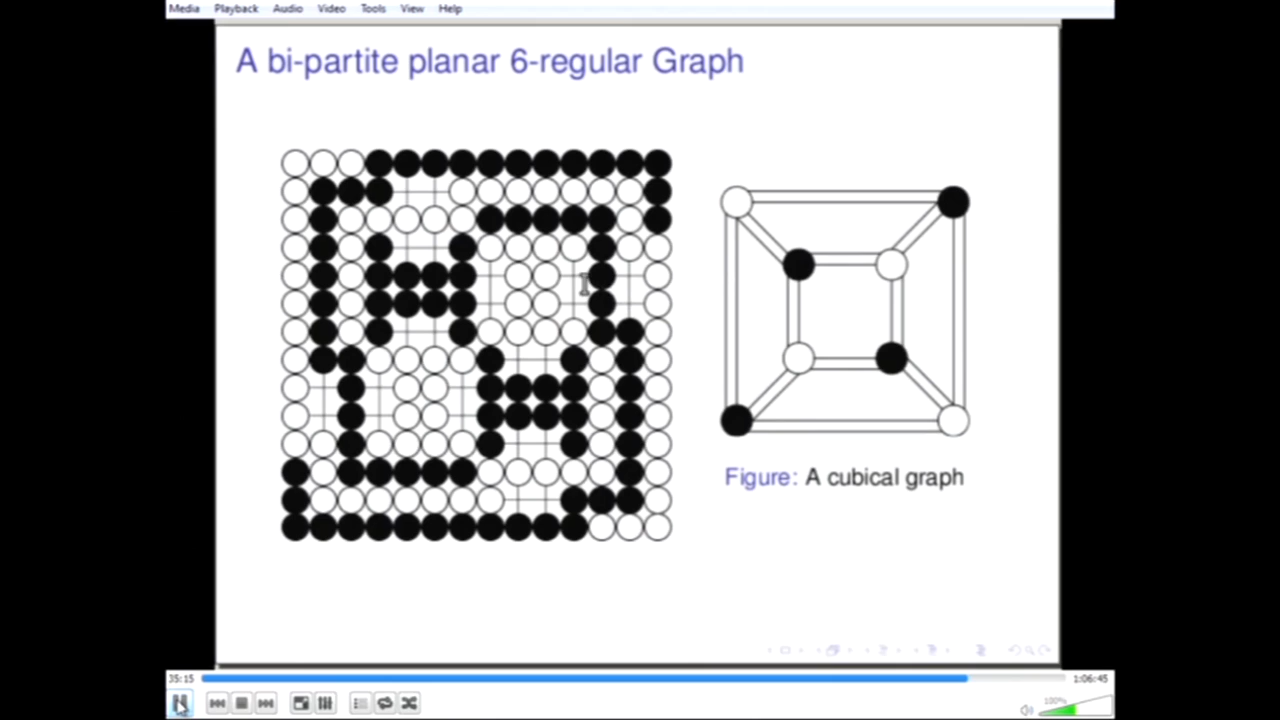 Media Playback Audio Video Tools View Help
A bi-partite planar 6-regular Graph
Figure: A cubical graph
35:15
1:06:45
100%